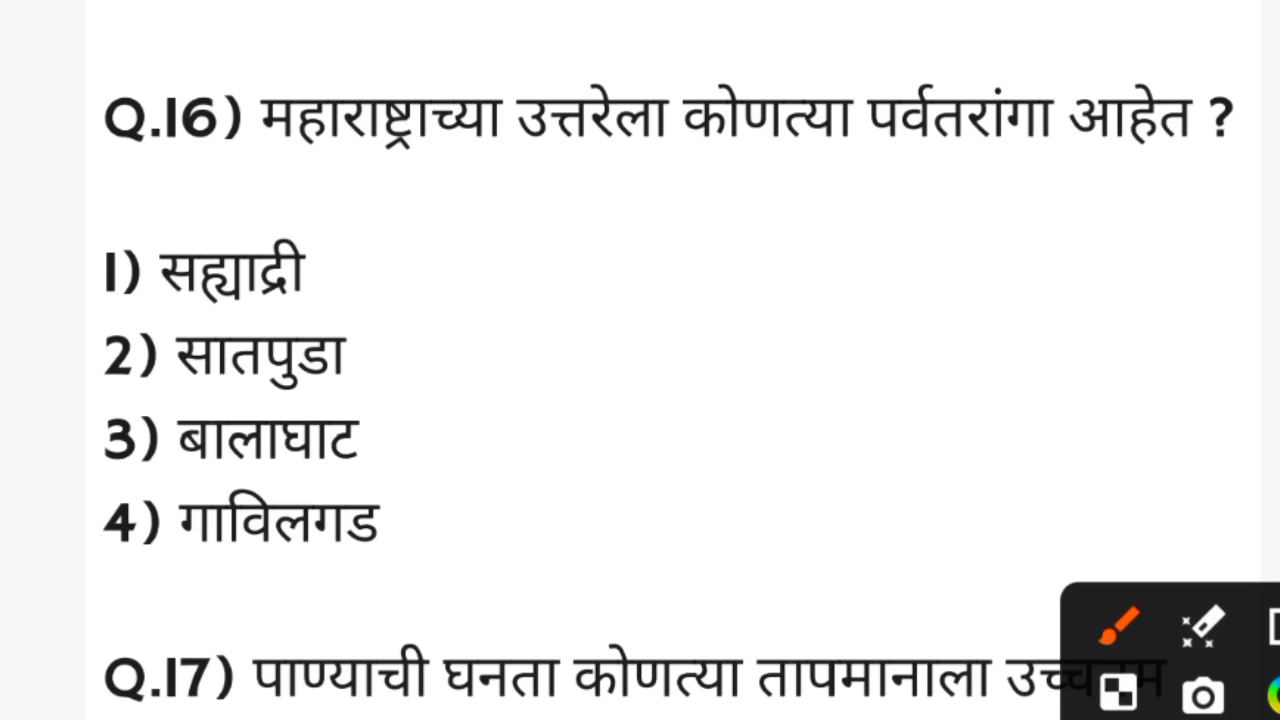 Q.16) महाराष्ट्राच्या उत्तरेला कोणत्या पर्वतरांगा आहेत ?
1) सह्याद्री
2) सातपुडा
3) बालाघाट
4) गाविलगड
Q.17) पाण्याची घनता कोणत्या तापमानाला